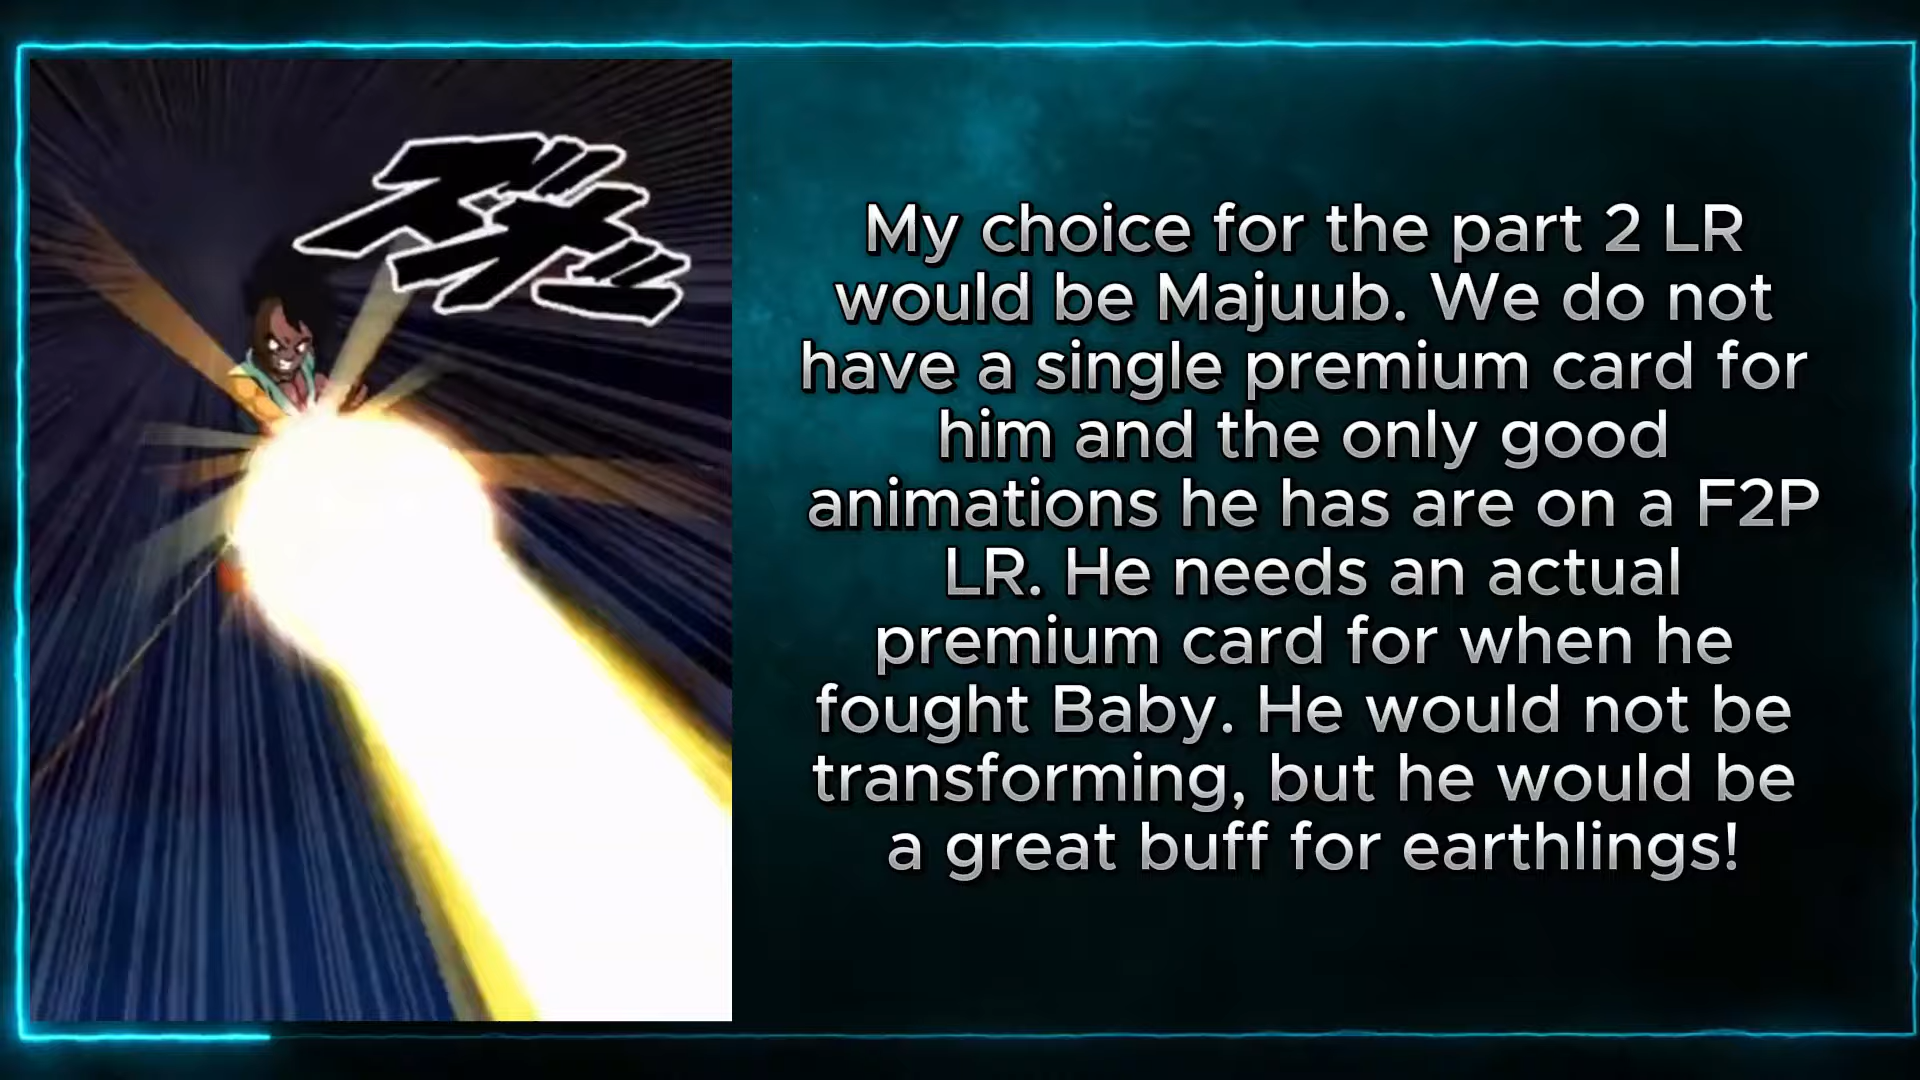 My choice for the part 2 LR
would be Majuub. We do not
have a single premium card for
him and the only good
animations he has are on a F2P
LR. He needs an actual
premium card for when he
fought Baby. He would not be
transforming, but he would be
a great buff for earthlings!